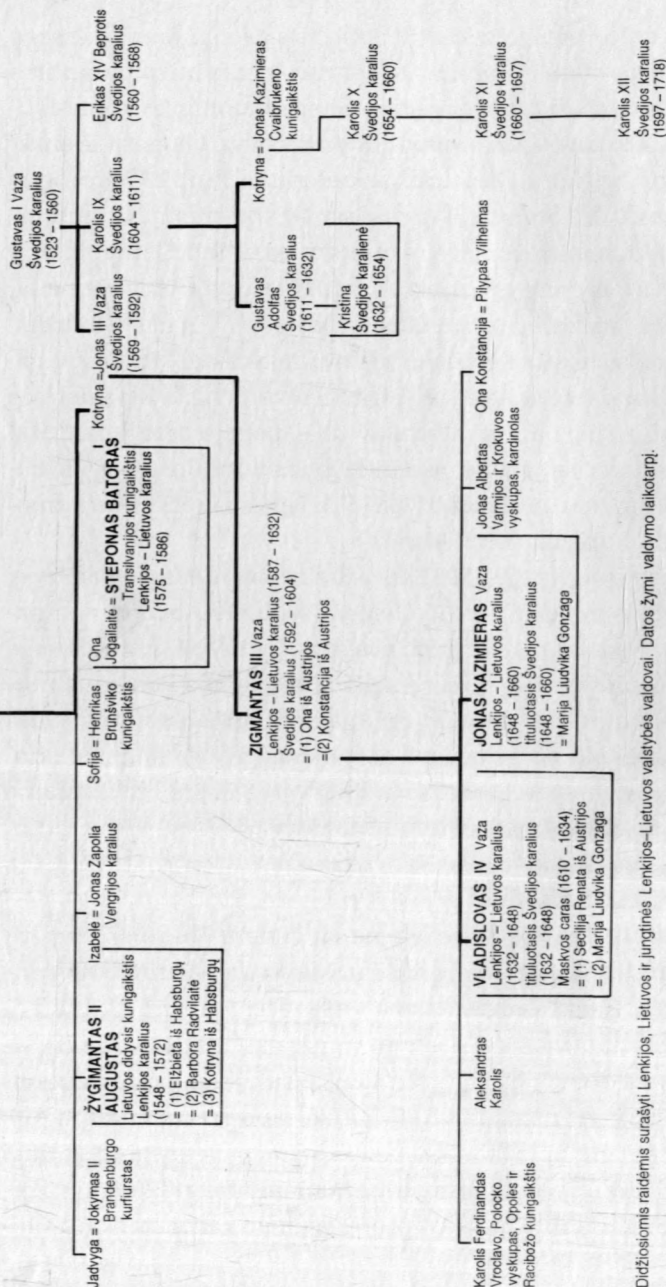 Gustavas I Vaza
Švedijos karalius
(1523 – 1560)
Jadvyga = Jokymas II
Brandenburgo
kurfiurstas
ŽYGIMANTAS II
AUGUSTAS
Lietuvos didysis kunigaikštis
Lenkijos karalius
(1548 – 1572)
= (1) Elžbieta iš Habsburgų
= (2) Barbora Radvilaitė
= (3) Kotryna iš Habsburgų
Izabelė = Jonas Zapolia
Vengrijos karalius
Sofija = Henrikas
Brunšviko
kunigaikštis
Ona
Jogailaitė = STEPONAS BATORAS
Transilvanijos kunigaikštis
Lenkijos – Lietuvos karalius
(1575 – 1586)
Kotryna =Jonas III Vaza
Švedijos karalius
(1569 – 1592)
Karolis IX
Švedijos karalius
(1604 – 1611)
Erikas XIV Beprotis
Švedijos karalius
(1560 – 1568)
ZIGMANTAS III Vaza
Lenkijos – Lietuvos karalius (1587 – 1632)
Švedijos karalius (1592 – 1604)
= (1) Ona iš Austrijos
=(2) Konstancija iš Austrijos
Gustavas
Adolfas
Švedijos karalius
(1611 – 1632)
Kotryna = Jonas Kazimieras
Cvaibrukeno
kunigaikštis
Kristina
Švedijos karalienė
(1632 – 1654)
Karolis X
Švedijos karalius
(1654 – 1660)
Karolis XI
Švedijos karalius
(1660 – 1697)
Karolis XII
Švedijos karalius
(1697 – 1718)
Karolis Ferdinandas
Vroclavo, Polocko
vyskupas, Opolės ir
Racibožo kunigaikštis
Aleksandras
Karolis
VLADISLOVAS IV Vaza
Lenkijos – Lietuvos karalius
(1632 – 1648)
tituluotasis Švedijos karalius
(1632 – 1648)
Maskvos caras (1610 – 1634)
= (1) Secilija Renata iš Austrijos
= (2) Marija Liudvika Gonzaga
JONAS KAZIMIERAS Vaza
Lenkijos – Lietuvos karalius
(1648 – 1660)
tituluotasis Švedijos karalius
(1648 – 1660)
= Marija Liudvika Gonzaga
Jonas Albertas
Varmijos ir Krokuvos
vyskupas, kardinolas
Ona Konstancija = Pilypas Vilhelmas
Didžiosiomis raidėmis surašyti Lenkijos, Lietuvos ir jungtinės Lenkijos–Lietuvos valstybės valdovai. Datos žymi valdymo laikotarpį.